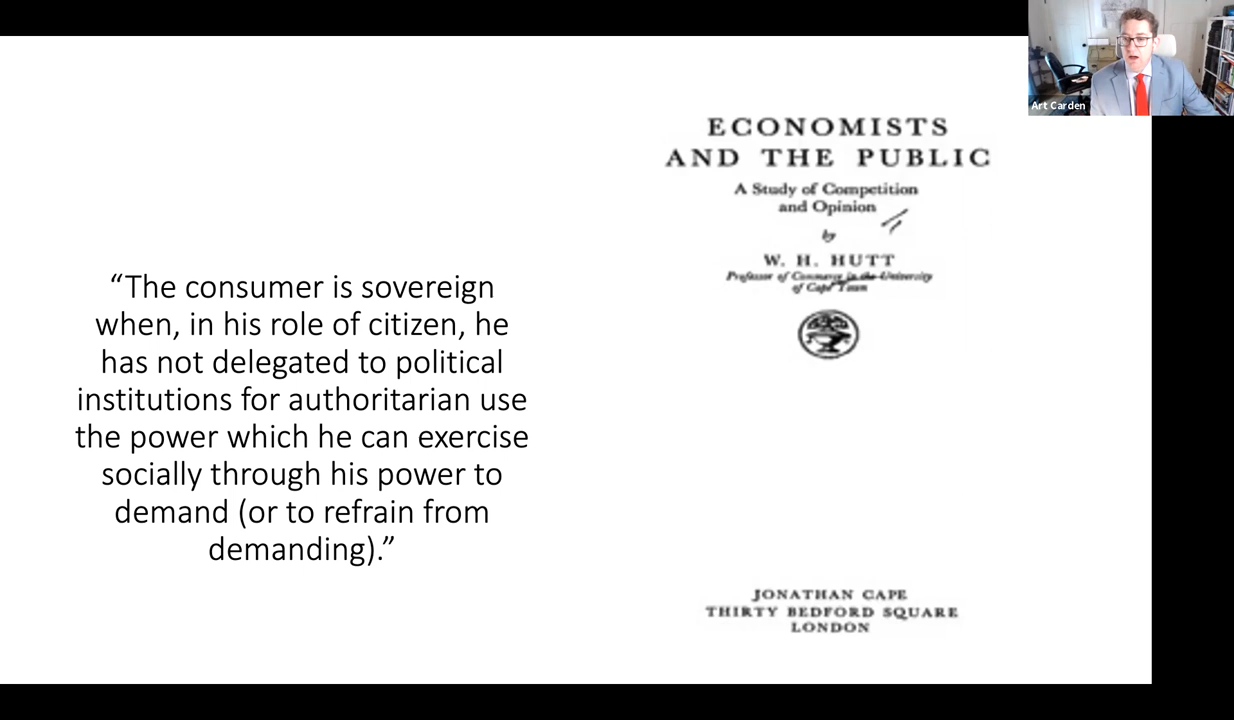 Art Carden
“The consumer is sovereign
when, in his role of citizen, he
has not delegated to political
institutions for authoritarian use
the power which he can exercise
socially through his power to
demand (or to refrain from
demanding).”
ECONOMISTS
AND THE PUBLIC
A Study of Competition
and Opinion
by
W. H. HUTT
Professor of Commerce in the University
of Cape Town
JONATHAN CAPE
THIRTY BEDFORD SQUARE
LONDON